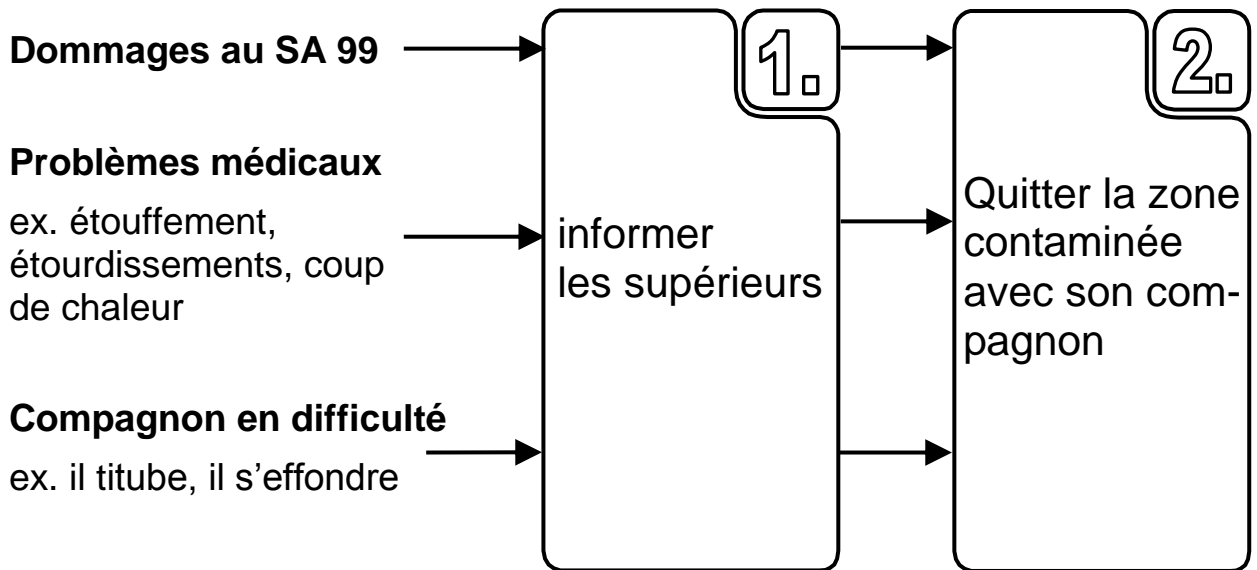 Dommages au SA 99
Problèmes médicaux
ex. étouffement,
étourdissements, coup
de chaleur
Compagnon en difficulté
ex. il titube, il s’effondre
1.
informer
les supérieurs
2.
Quitter la zone
contaminée
avec son com-
pagnon